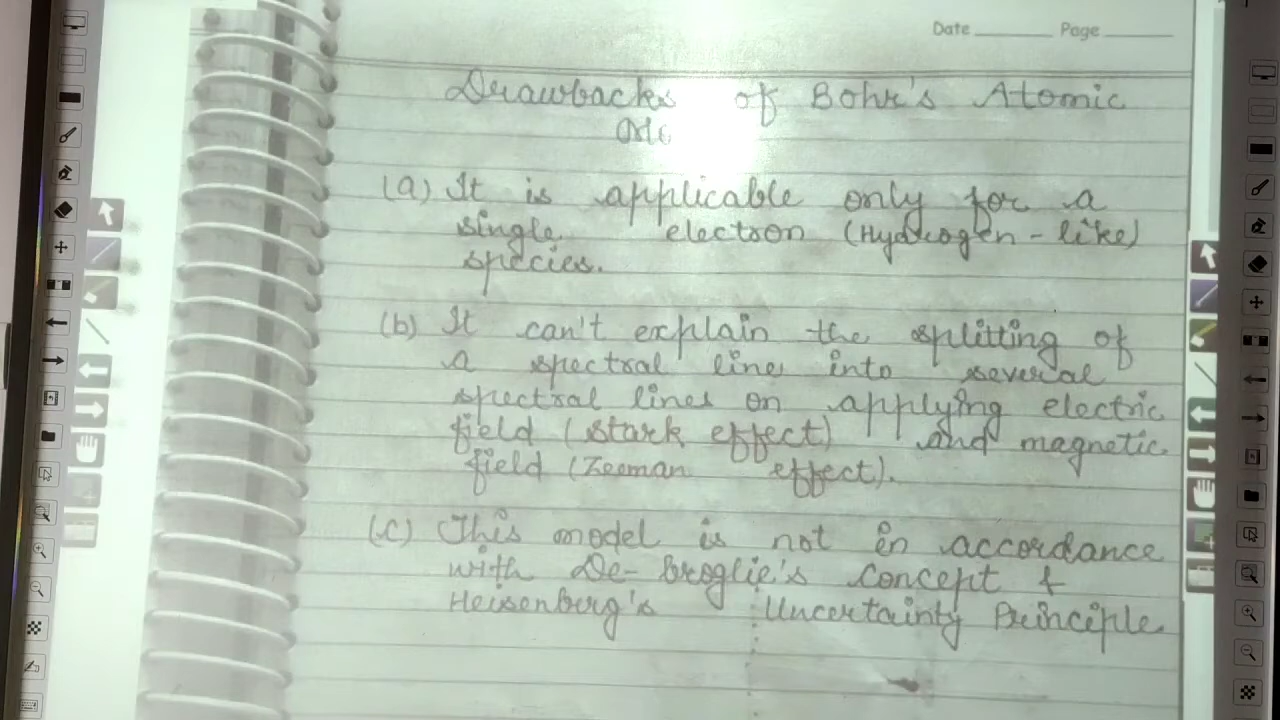 Date Page
Drawbacks of Bohr's Atomic
(a) It is applicable only for a
single electron (Hydrogen-like)
species.
(b) It can't explain the splitting of
a spectral line into several
spectral lines on applying electric
field (stark effect) and magnetic
field (Zeeman effect).
(c) This model is not in accordance
with De-broglie's concept &
Heisenberg's Uncertainty Principle